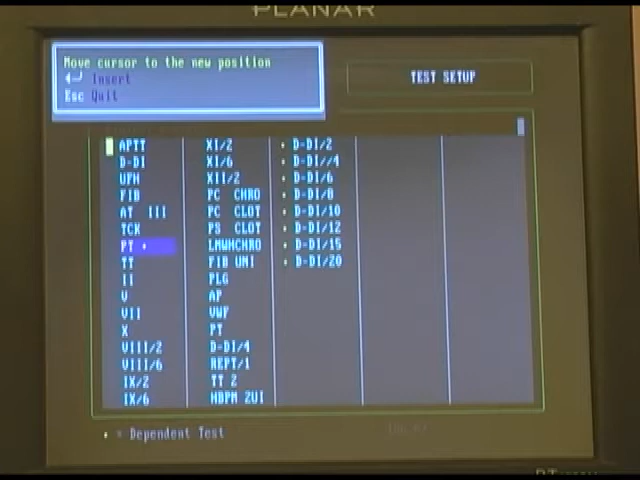 PLANAR
Move cursor to the new position
Insert
Esc Quit
TEST SETUP
APTT
D-DI
UFH
FIB
AT III
TCK
PT
TT
II
V
VII
X
VIII/2
VIII/6
IX/2
IX/6
XI/2
XI/6
XII/2
PC CHRO
PC CLOT
PS CLOT
LMWHCHRO
FIB UNI
PLG
AP
VWF
PT
D-DI/4
REPT/1
TT 2
HBPM 2UI
D-DI/2
D-DI//4
D-DI/6
D-DI/8
D-DI/10
D-DI/12
D-DI/15
D-DI/20
= Dependent Test